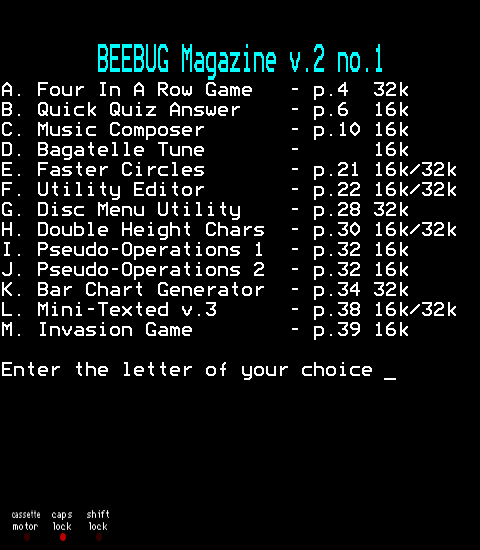 BEEBUG Magazine v.2 no.1
A. Four In A Row Game - p.4 32k
B. Quick Quiz Answer - p.6 16k
C. Music Composer - p.10 16k
D. Bagatelle Tune - 16k
E. Faster Circles - p.21 16k/32k
F. Utility Editor - p.22 16k/32k
G. Disc Menu Utility - p.28 32k
H. Double Height Chars - p.30 16k/32k
I. Pseudo-Operations 1 - p.32 16k
J. Pseudo-Operations 2 - p.32 16k
K. Bar Chart Generator - p.34 32k
L. Mini-Texted v.3 - p.38 16k/32k
M. Invasion Game - p.39 16k
Enter the letter of your choice _
cassette motor
caps lock
shift lock